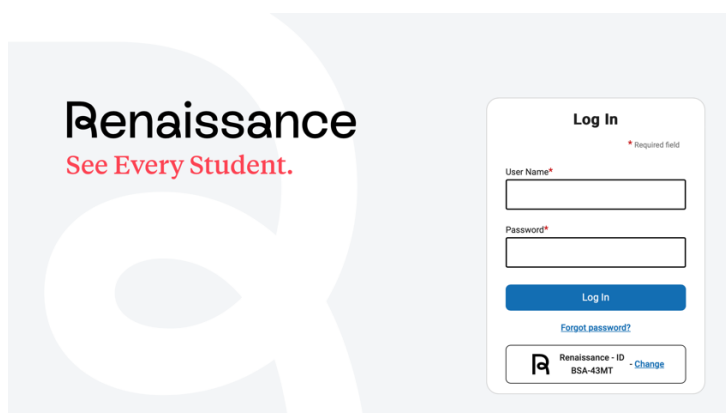 Renaissance
See Every Student.
Log In
* Required field
User Name*
Password*
Log In
Forgot password?
Renaissance - ID
BSA-43MT
- Change